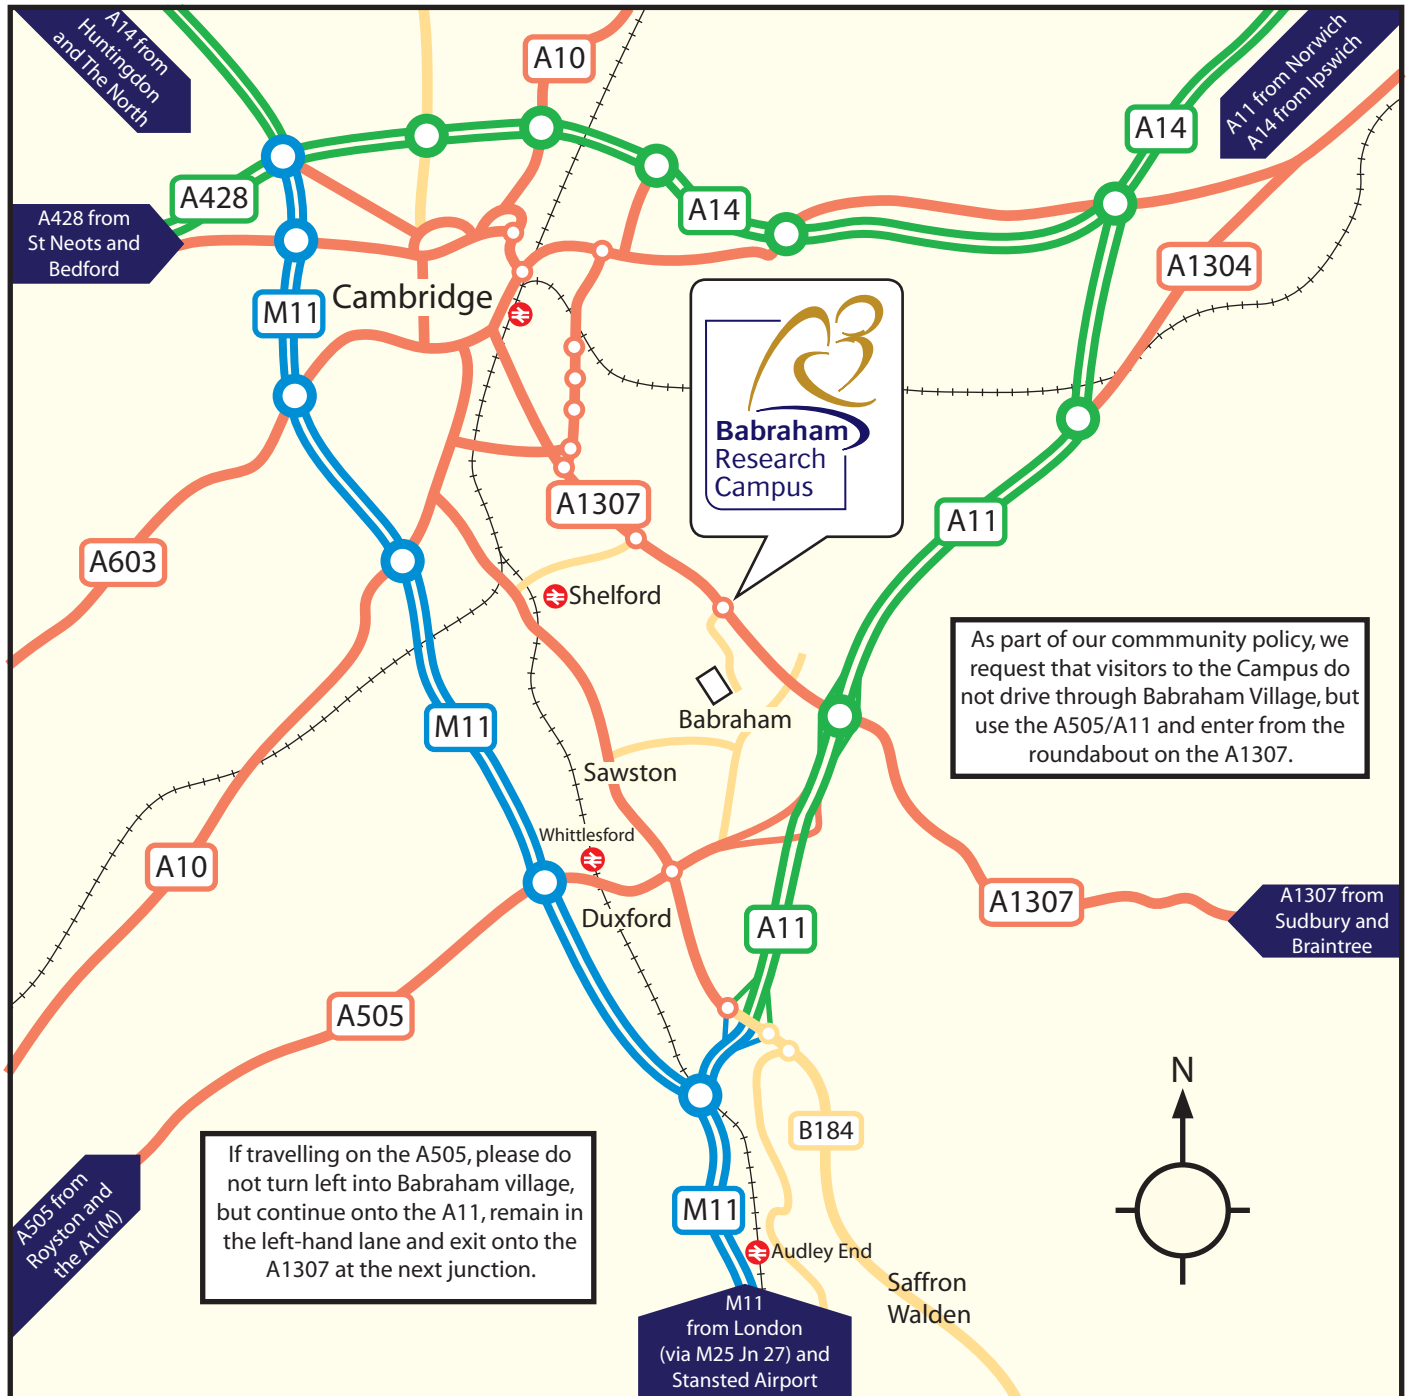 A14 from
Huntingdon
and The North
A10
A11 from Norwich
A14 from Ipswich
A14
A428
A14
A428 from
St Neots and
Bedford
A1304
M11
Cambridge
Babraham
Research
Campus
A1307
A11
A603
Shelford
As part of our commmunity policy, we
request that visitors to the Campus do
not drive through Babraham Village, but
use the A505/A11 and enter from the
roundabout on the A1307.
Babraham
M11
Sawston
Whittlesford
A10
A1307
A1307 from
Sudbury and
Braintree
Duxford
A11
A505
N
B184
If travelling on the A505, please do
not turn left into Babraham village,
but continue onto the A11, remain in
the left-hand lane and exit onto the
A1307 at the next junction.
A505 from
Royston and
the A1(M)
M11
Audley End
Saffron
Walden
M11
from London
(via M25 Jn 27) and
Stansted Airport